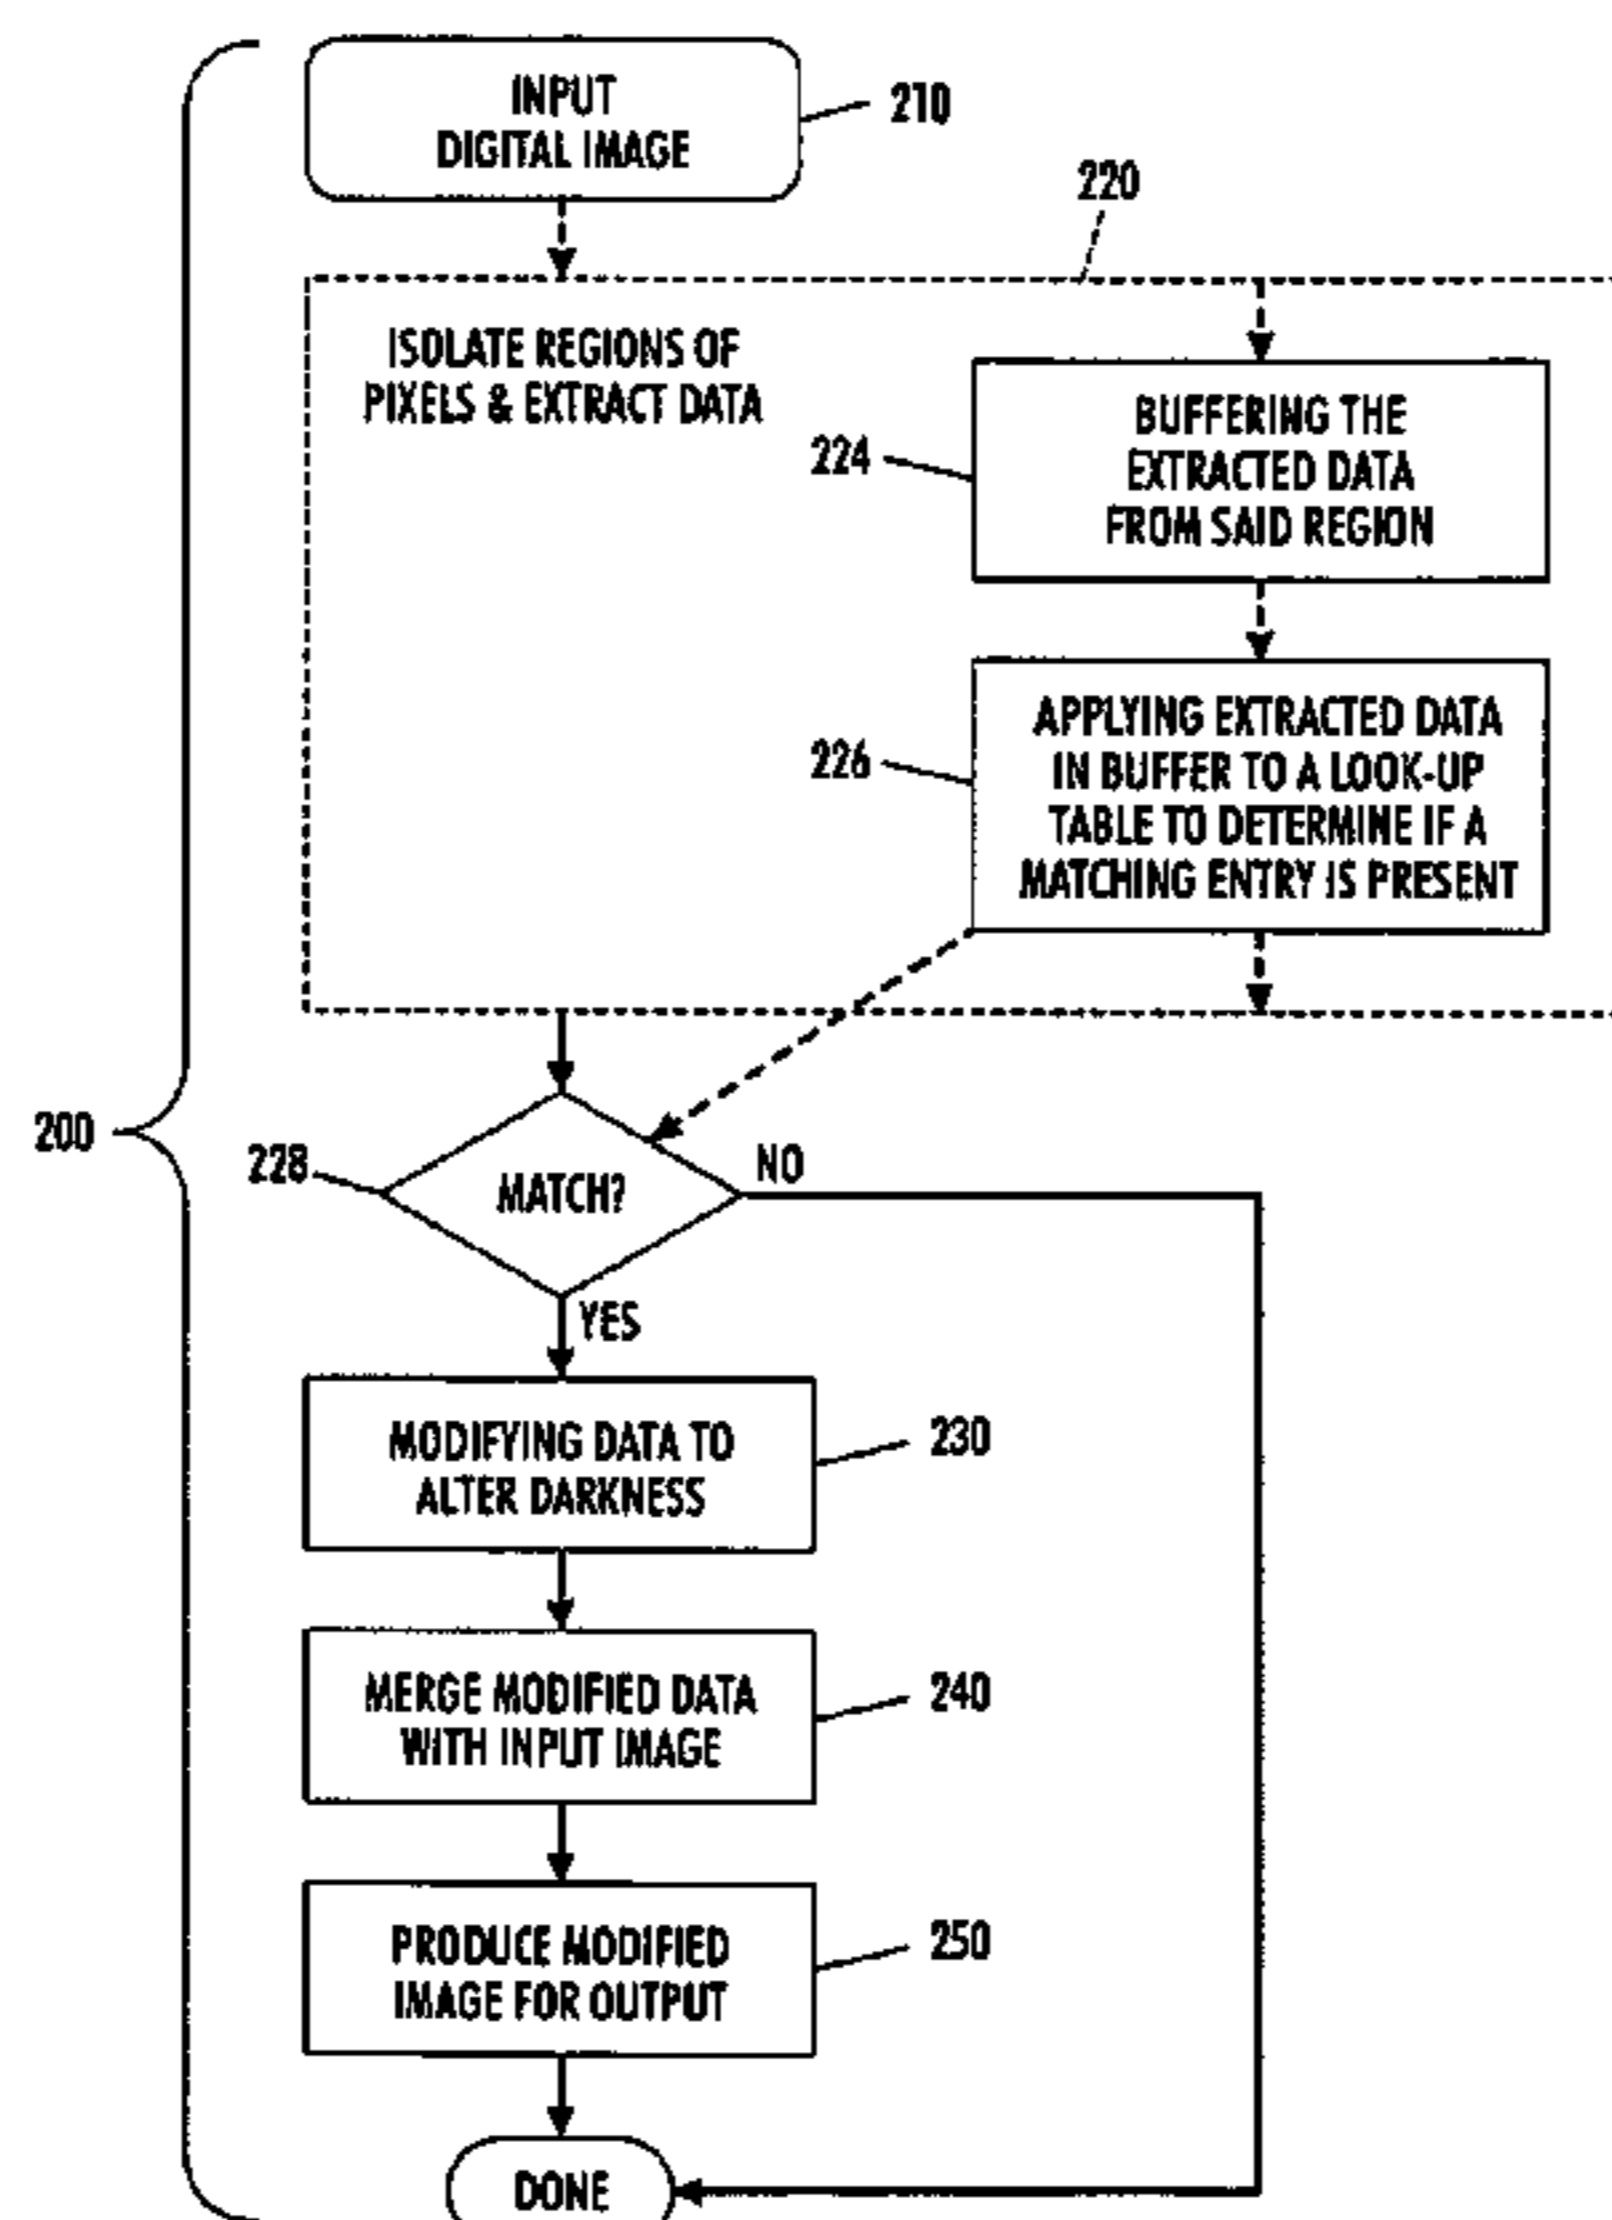 INPUT
DIGITAL IMAGE
210
220
ISOLATE REGIONS OF
PIXELS & EXTRACT DATA
BUFFERING THE
EXTRACTED DATA
FROM SAID REGION
224
APPLYING EXTRACTED DATA
IN BUFFER TO A LOOK-UP
TABLE TO DETERMINE IF A
MATCHING ENTRY IS PRESENT
226
200
228
MATCH?
NO
YES
MODIFYING DATA TO
ALTER DARKNESS
230
MERGE MODIFIED DATA
WITH INPUT IMAGE
240
PRODUCE MODIFIED
IMAGE FOR OUTPUT
250
DONE